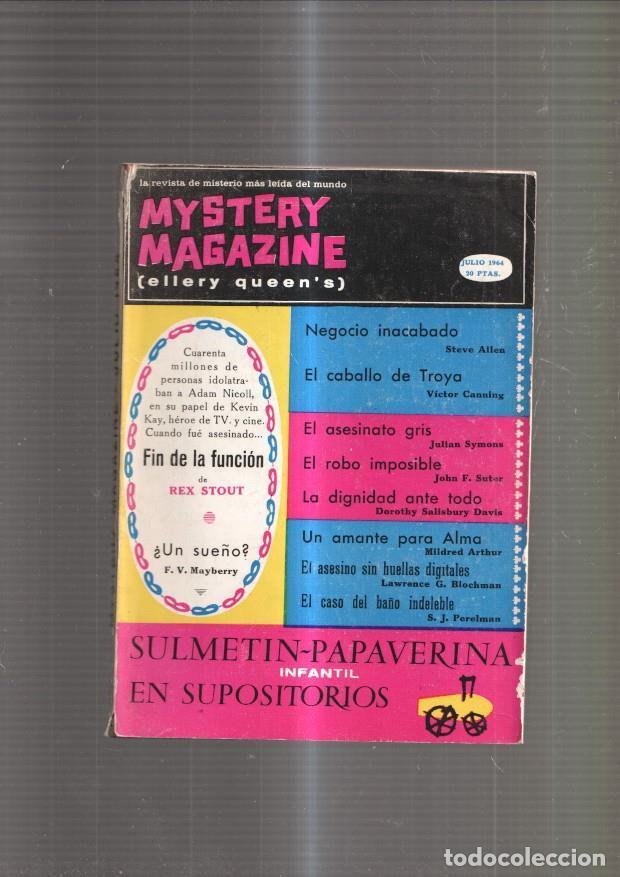 la revista de misterio más leída del mundo
MYSTERY
MAGAZINE
(ellery queen's)
JULIO 1964
20 PTAS.
Cuarenta
millones de
personas idolatra-
ban a Adam Nicoll,
en su papel de Kevin
Kay, héroe de TV. y cine.
Cuando fué asesinado...
Fin de la función
de
REX STOUT
¿Un sueño?
F. V. Mayberry
Negocio inacabado
Steve Allen
El caballo de Troya
Víctor Canning
El asesinato gris
Julian Symons
El robo imposible
John F. Suter
La dignidad ante todo
Dorothy Salisbury Davis
Un amante para Alma
Mildred Arthur
El asesino sin huellas digitales
Lawrence G. Blochman
El caso del baño indeleble
S. J. Perelman
SULMETIN-PAPAVERINA
INFANTIL
EN SUPOSITORIOS
todocoleccion